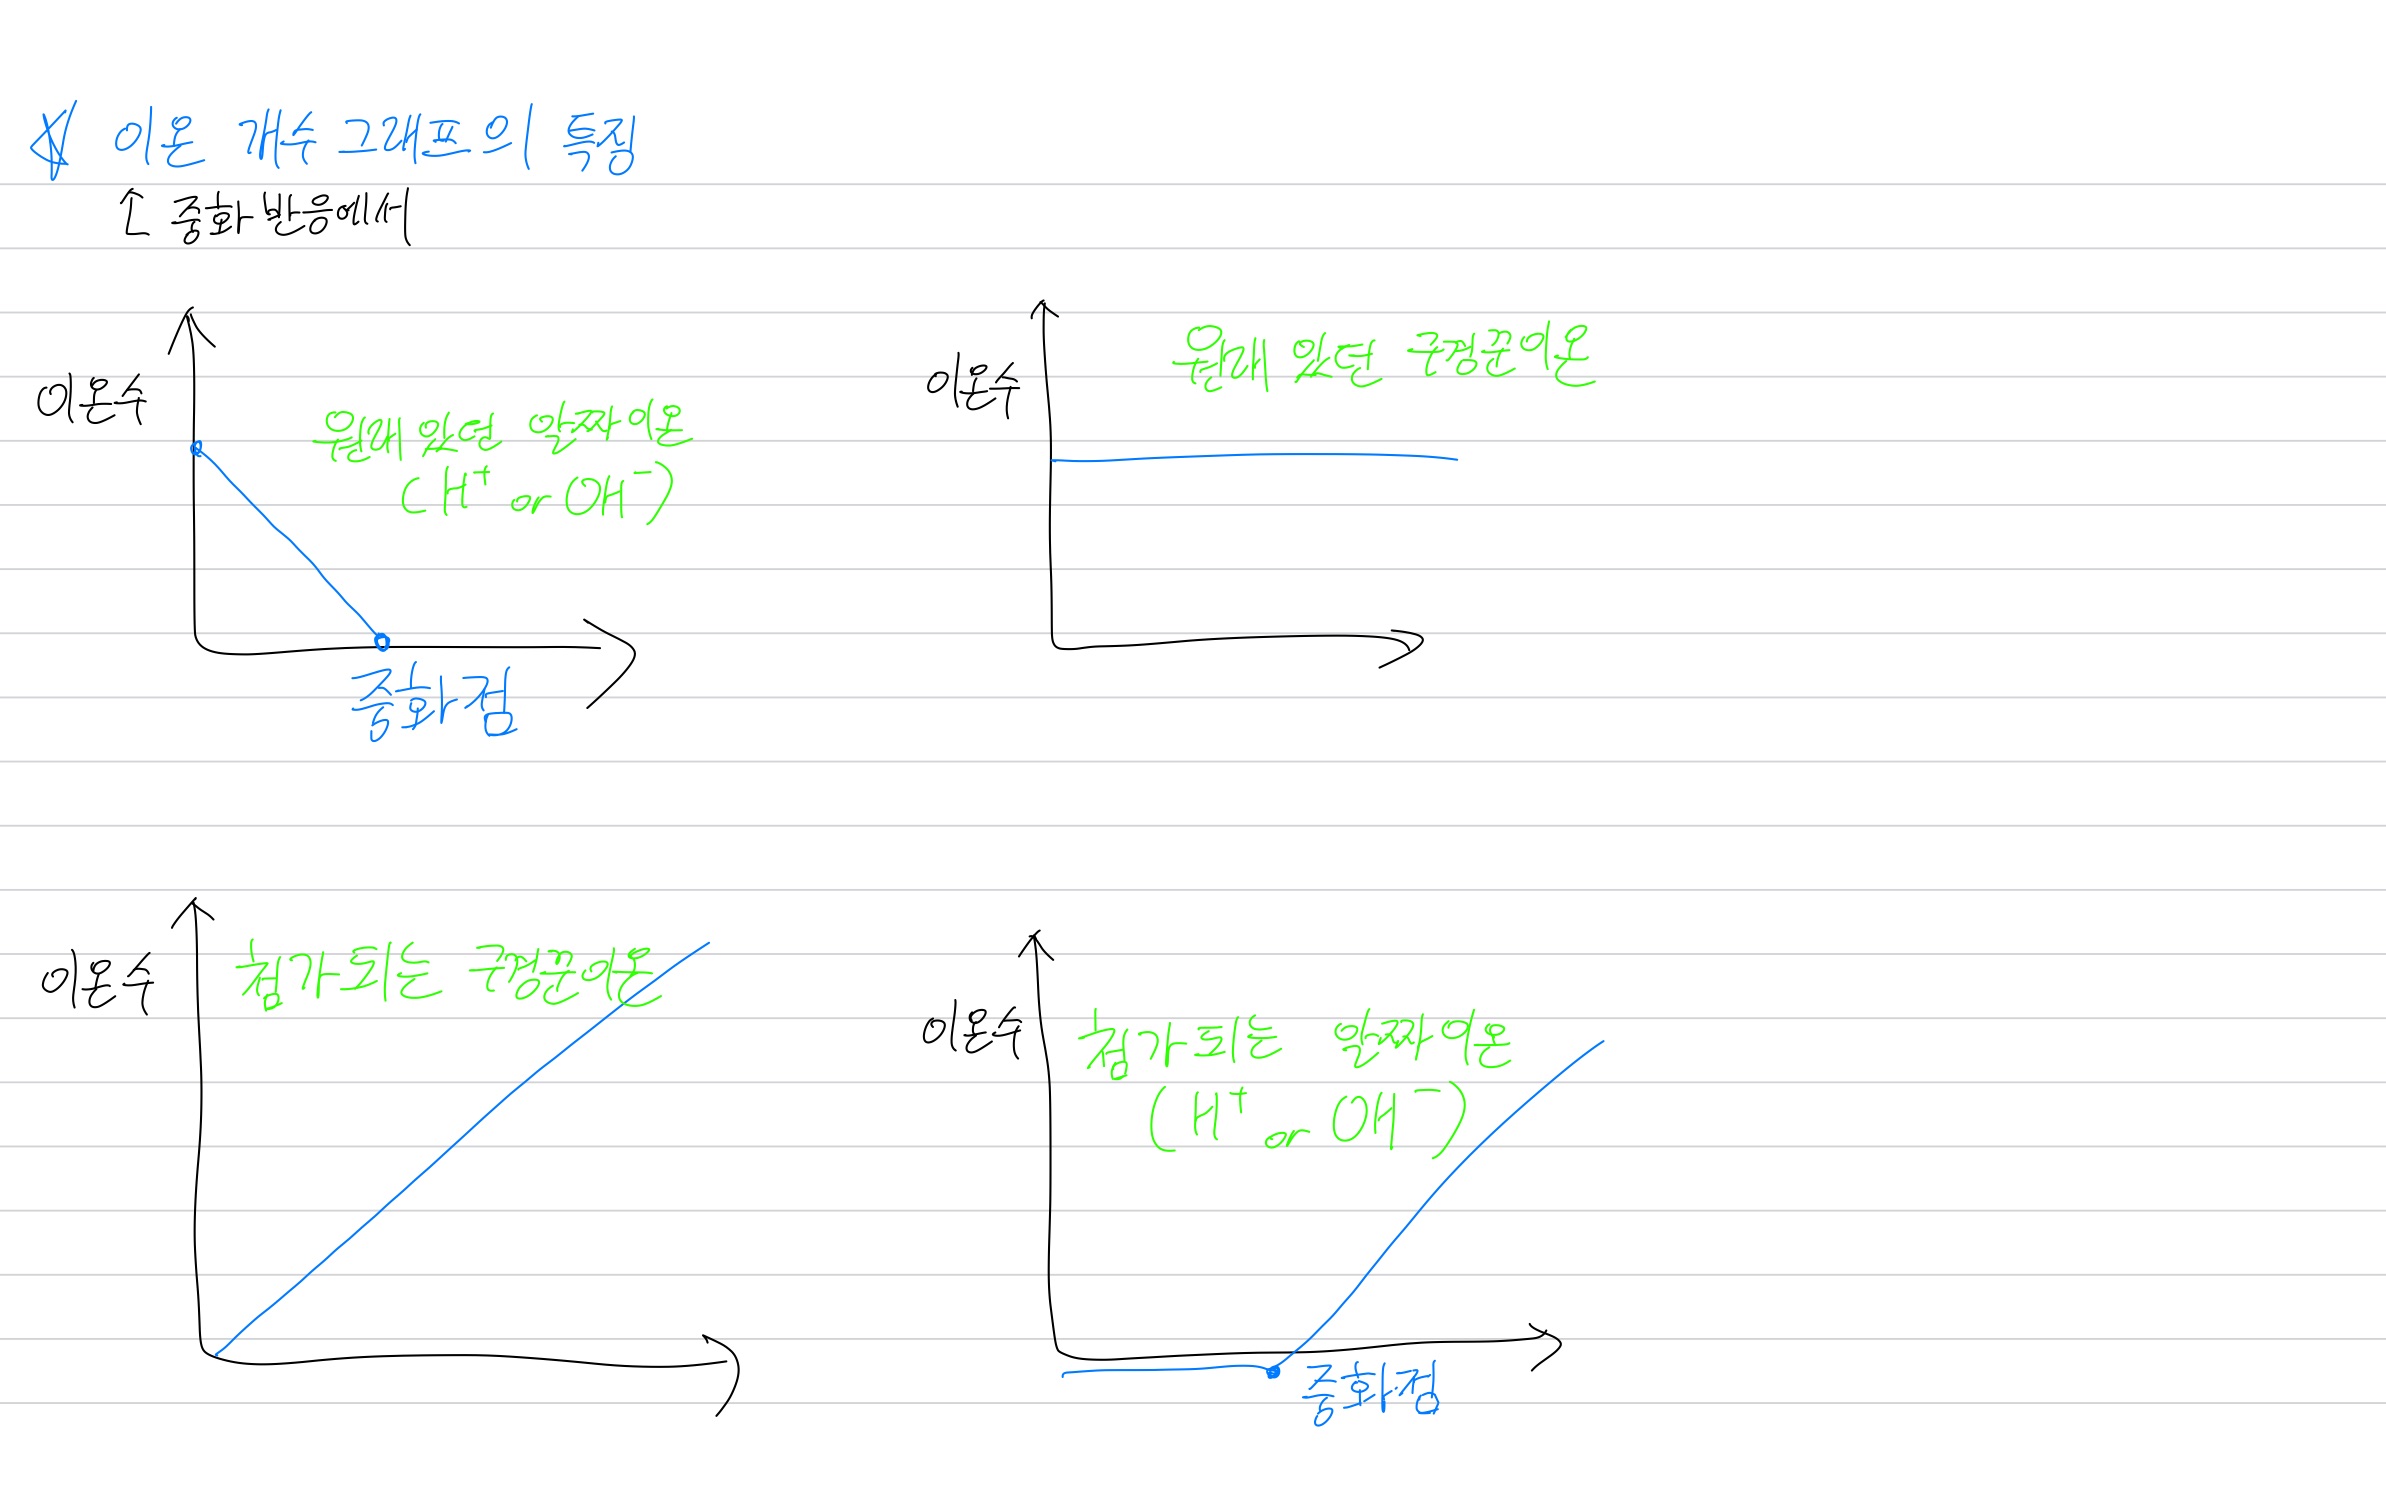 이온 개수 그래프의 특징
중화 반응에서
이온수
원래 있던 알짜이온
(H⁺ or OH⁻)
중화점
이온수
원래 있던 구경꾼이온
이온수
첨가되는 구경꾼이온
이온수
첨가되는 알짜이온
(H⁺ or OH⁻)
중화점